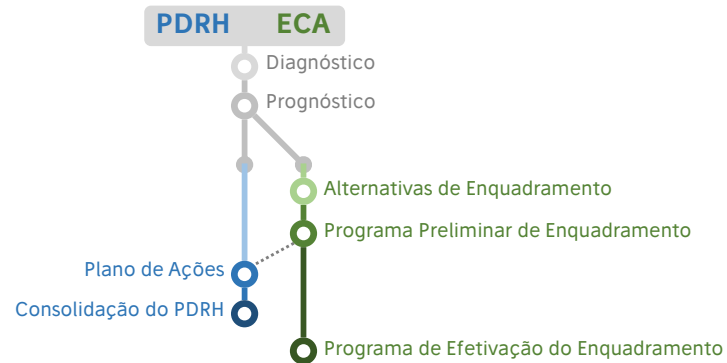 PDRH ECA
Diagnóstico
Prognóstico
Alternativas de Enquadramento
Programa Preliminar de Enquadramento
Plano de Ações
Consolidação do PDRH
Programa de Efetivação do Enquadramento